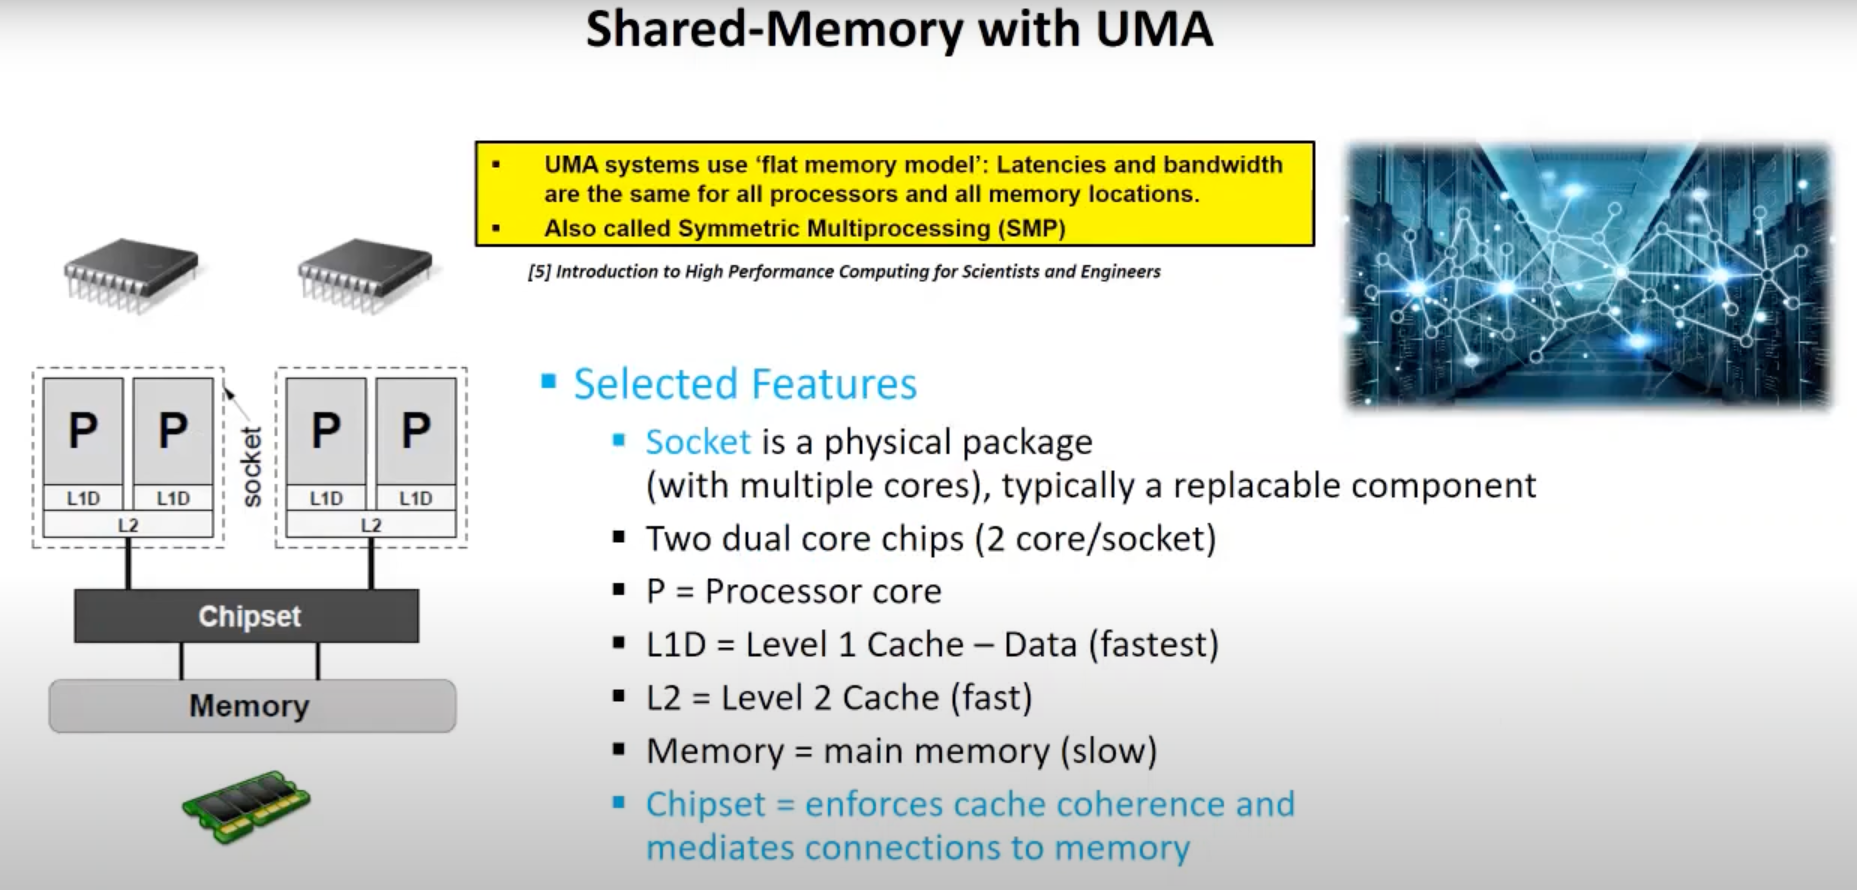 Shared-Memory with UMA
▪ UMA systems use ‘flat memory model’: Latencies and bandwidth
are the same for all processors and all memory locations.
▪ Also called Symmetric Multiprocessing (SMP)
[5] Introduction to High Performance Computing for Scientists and Engineers
P P P P
L1D L1D L1D L1D
L2 L2
socket
Chipset
Memory
▪ Selected Features
▪ Socket is a physical package
(with multiple cores), typically a replacable component
▪ Two dual core chips (2 core/socket)
▪ P = Processor core
▪ L1D = Level 1 Cache – Data (fastest)
▪ L2 = Level 2 Cache (fast)
▪ Memory = main memory (slow)
▪ Chipset = enforces cache coherence and
mediates connections to memory